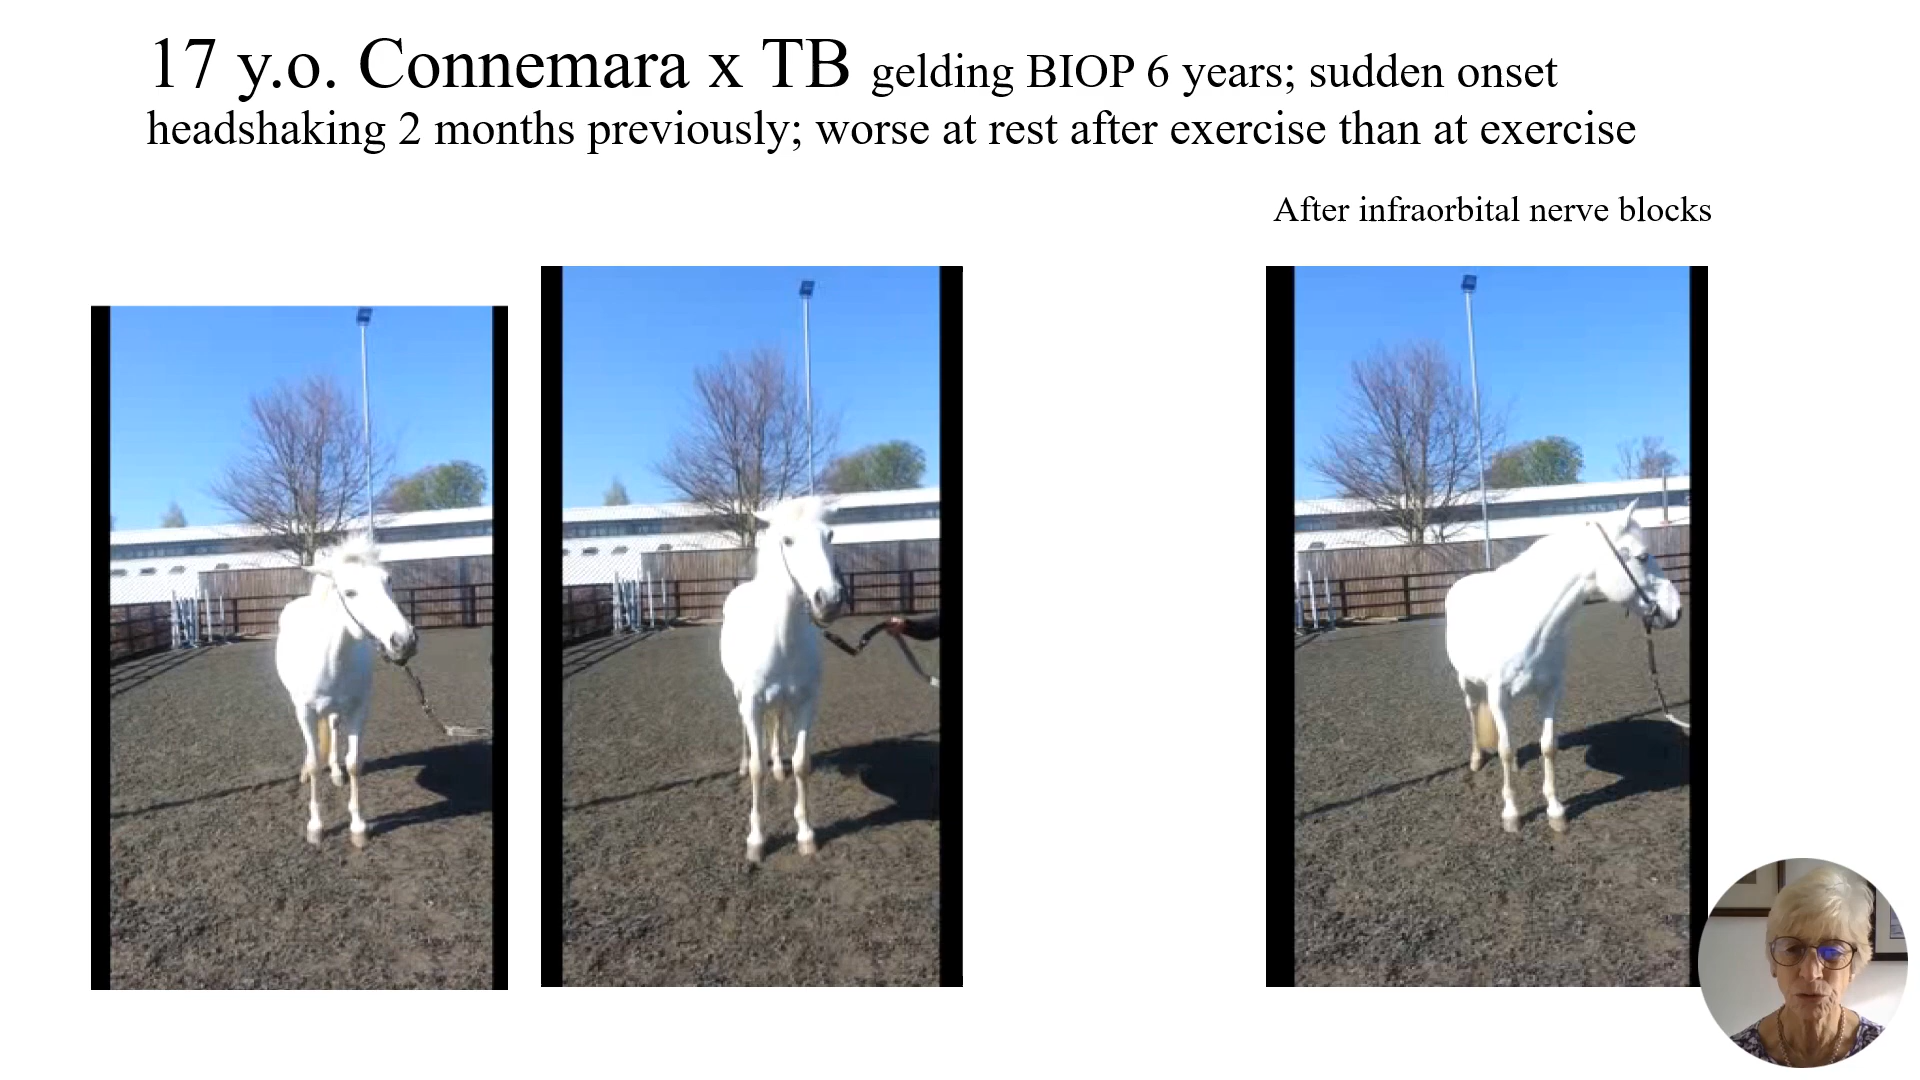 17 y.o. Connemara x TB gelding BIOP 6 years; sudden onset
headshaking 2 months previously; worse at rest after exercise than at exercise
After infraorbital nerve blocks